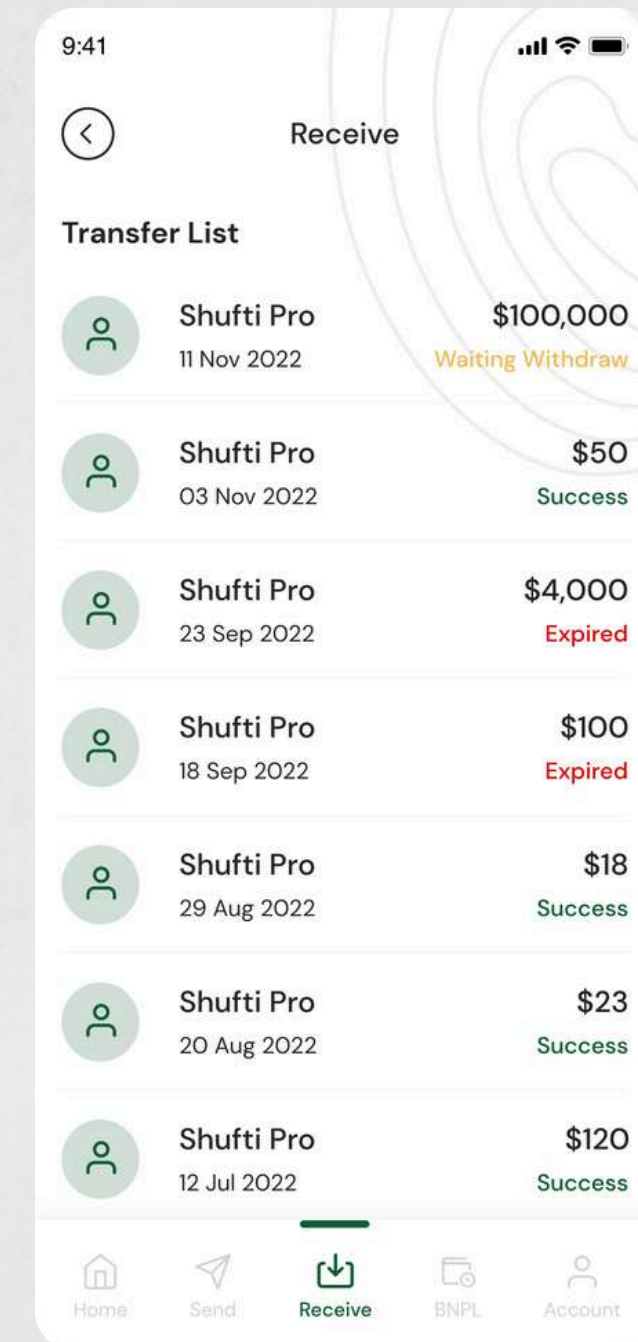 9:41
Receive
Transfer List
Shufti Pro $100,000
11 Nov 2022 Waiting Withdraw
Shufti Pro $50
03 Nov 2022 Success
Shufti Pro $4,000
23 Sep 2022 Expired
Shufti Pro $100
18 Sep 2022 Expired
Shufti Pro $18
29 Aug 2022 Success
Shufti Pro $23
20 Aug 2022 Success
Shufti Pro $120
12 Jul 2022 Success
Home Send Receive BNPL Account